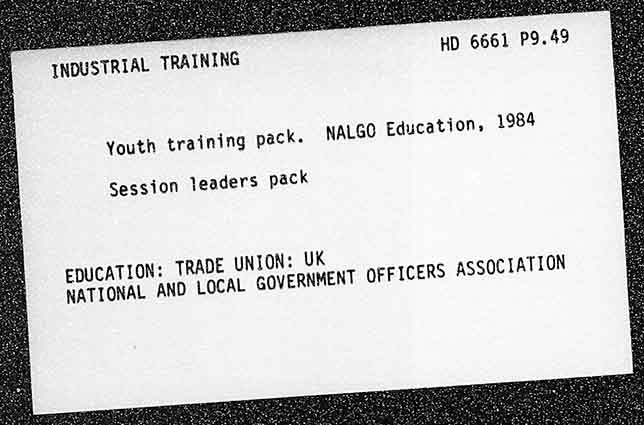 INDUSTRIAL TRAINING HD 6661 P9.49
Youth training pack. NALGO Education, 1984
Session leaders pack
EDUCATION: TRADE UNION: UK
NATIONAL AND LOCAL GOVERNMENT OFFICERS ASSOCIATION